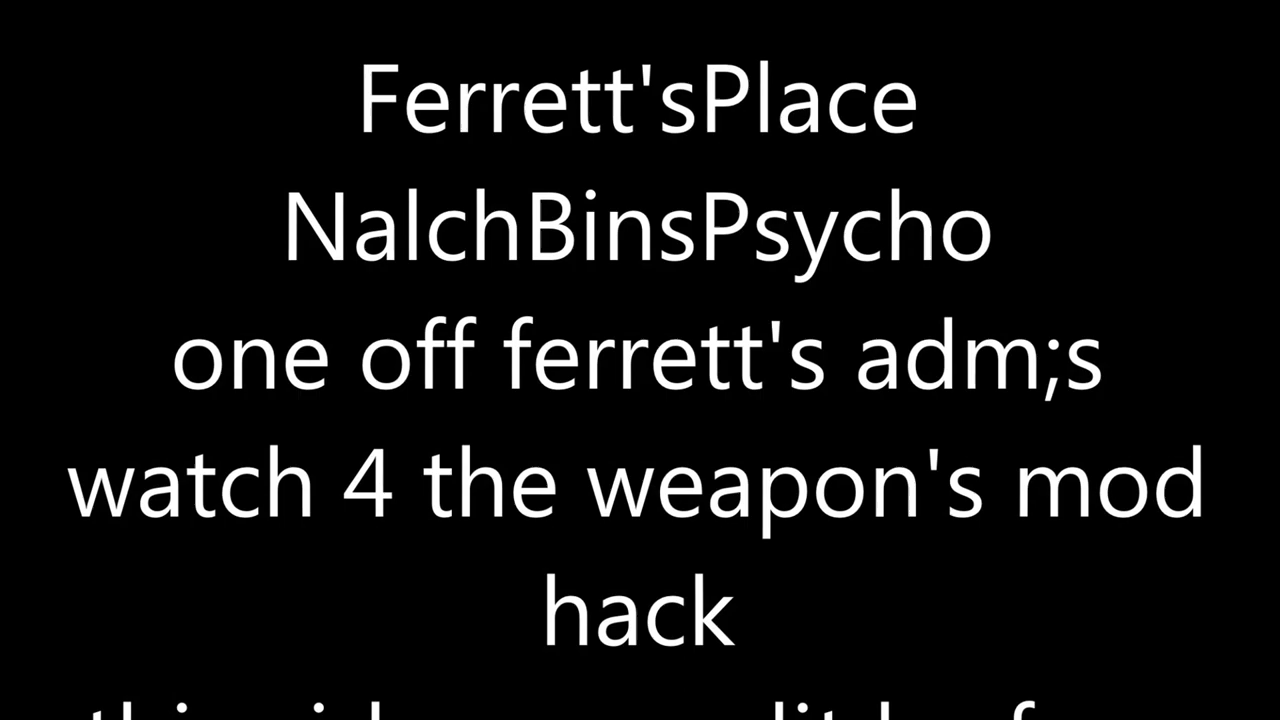 Ferrett'sPlace
NalchBinsPsycho
one off ferrett's adm;s
watch 4 the weapon's mod
hack